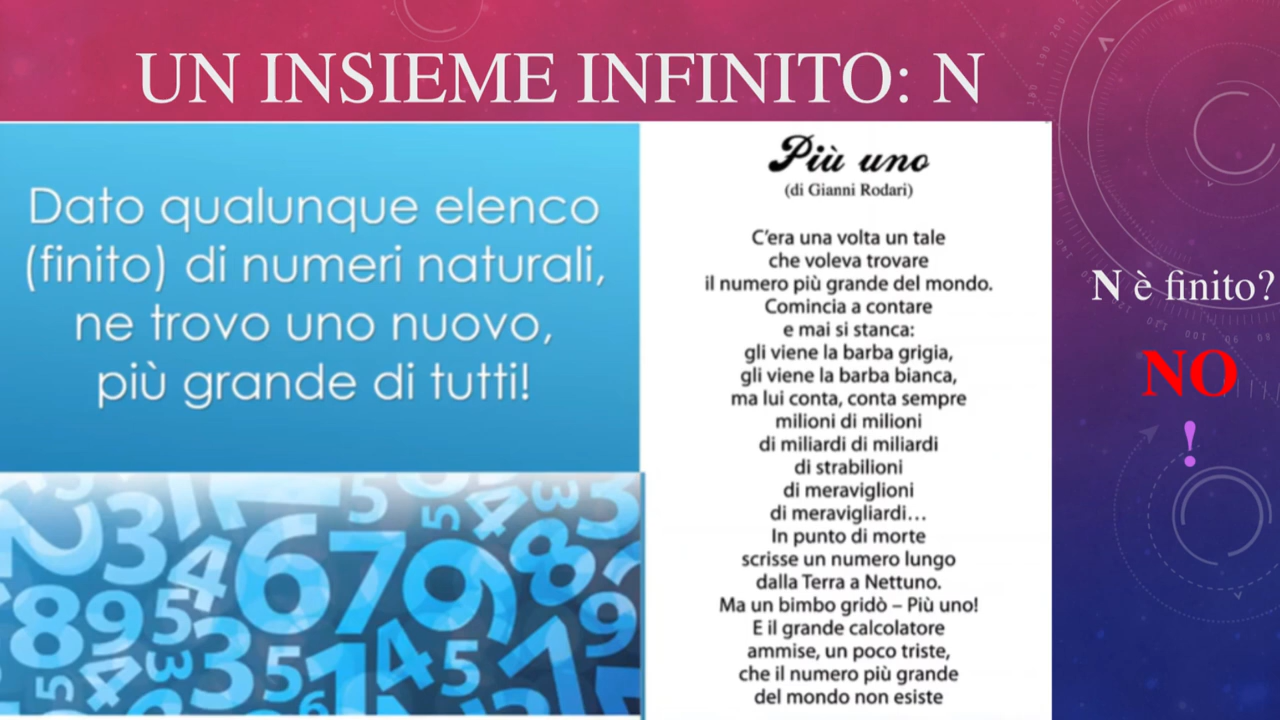 UN INSIEME INFINITO: N
Dato qualunque elenco
(finito) di numeri naturali,
ne trovo uno nuovo,
più grande di tutti!
Più uno
(di Gianni Rodari)
C'era una volta un tale
che voleva trovare
il numero più grande del mondo.
Comincia a contare
e mai si stanca:
gli viene la barba grigia,
gli viene la barba bianca,
ma lui conta, conta sempre
milioni di milioni
di miliardi di miliardi
di strabilioni
di meraviglioni
di meravigliardi…
In punto di morte
scrisse un numero lungo
dalla Terra a Nettuno.
Ma un bimbo gridò – Più uno!
E il grande calcolatore
ammise, un poco triste,
che il numero più grande
del mondo non esiste
N è finito?
NO
!